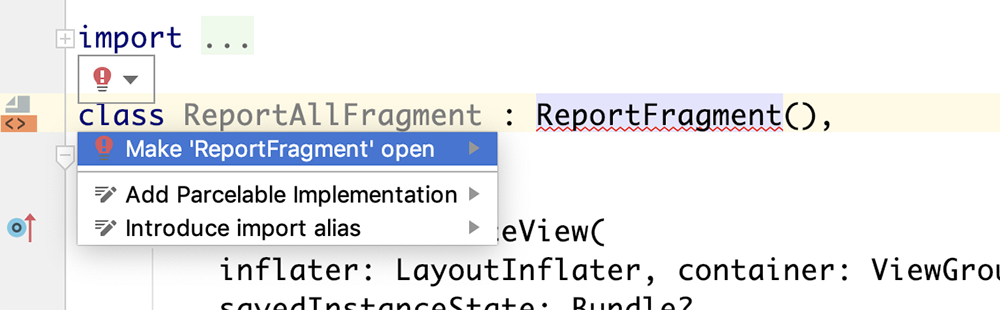 import ...
class ReportAllFragment : ReportFragment(),
Make 'ReportFragment' open
Add Parcelable Implementation
Introduce import alias
eView(
inflater: LayoutInflater, container: ViewGrou
savedInstanceState: Bundle?